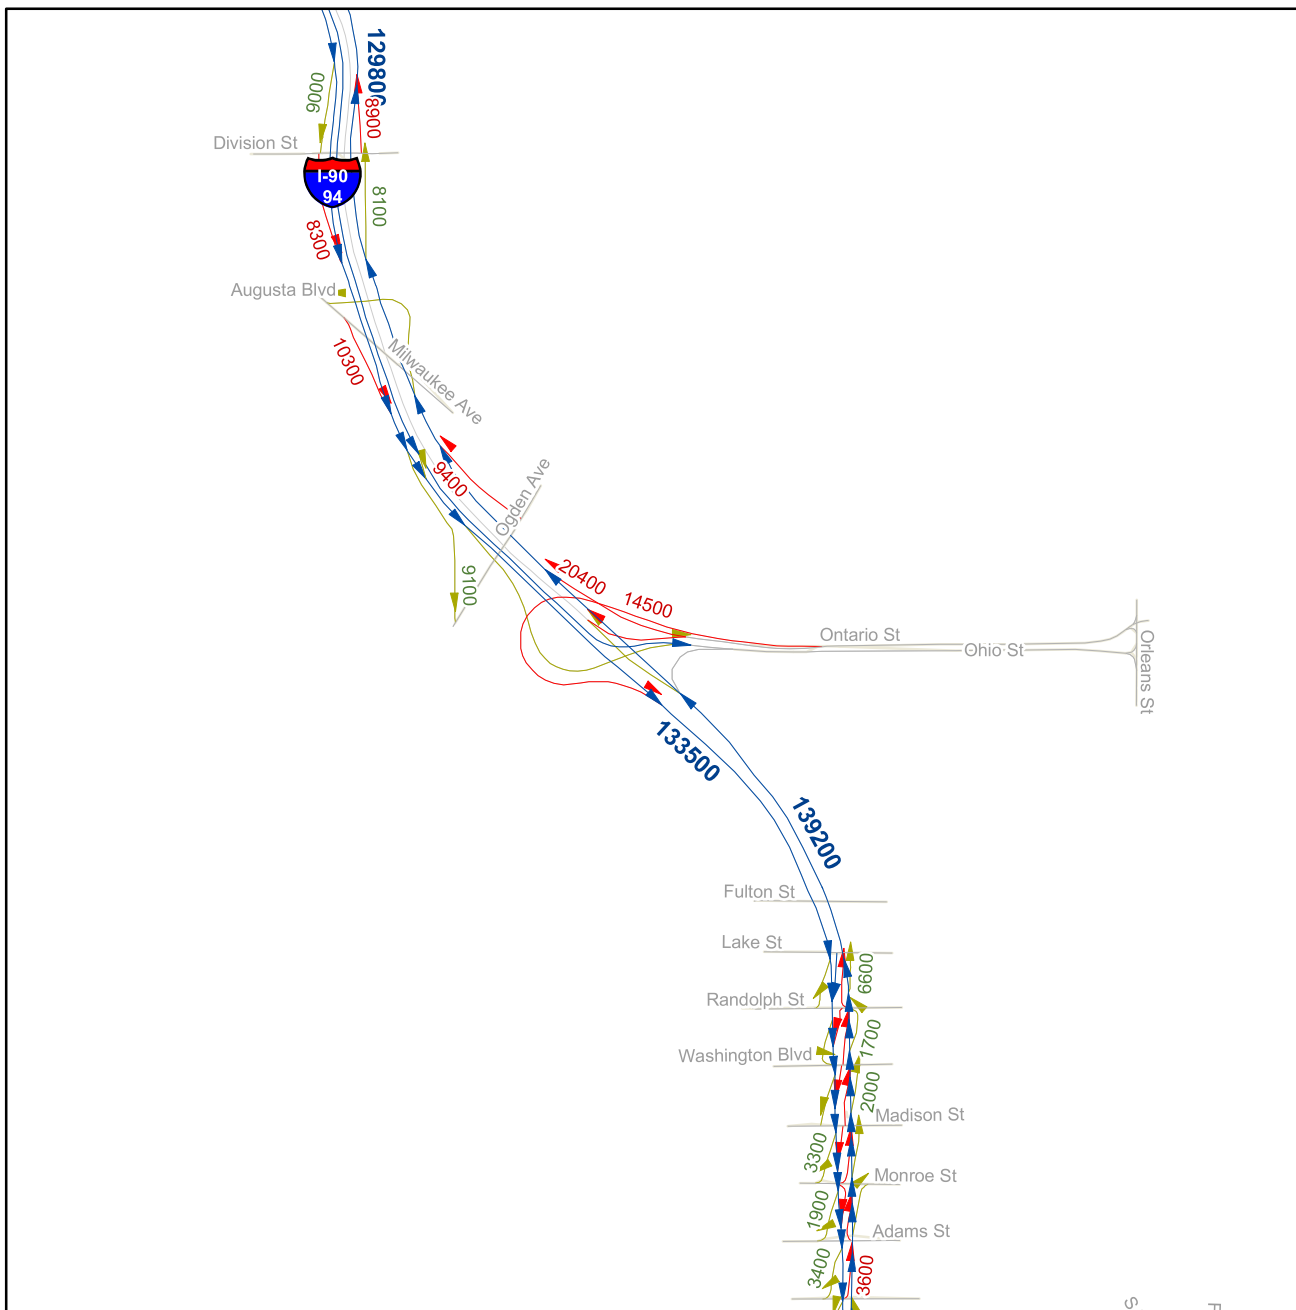 129800
9000
8900
Division St
I-90
94
8100
8300
Augusta Blvd
10300
Milwaukee Ave
9400
Ogden Ave
9100
20400
14500
Ontario St
Ohio St
Orleans St
133500
139200
Fulton St
Lake St
6600
Randolph St
1700
Washington Blvd
2000
Madison St
3300
Monroe St
1900
Adams St
3400
3600
S